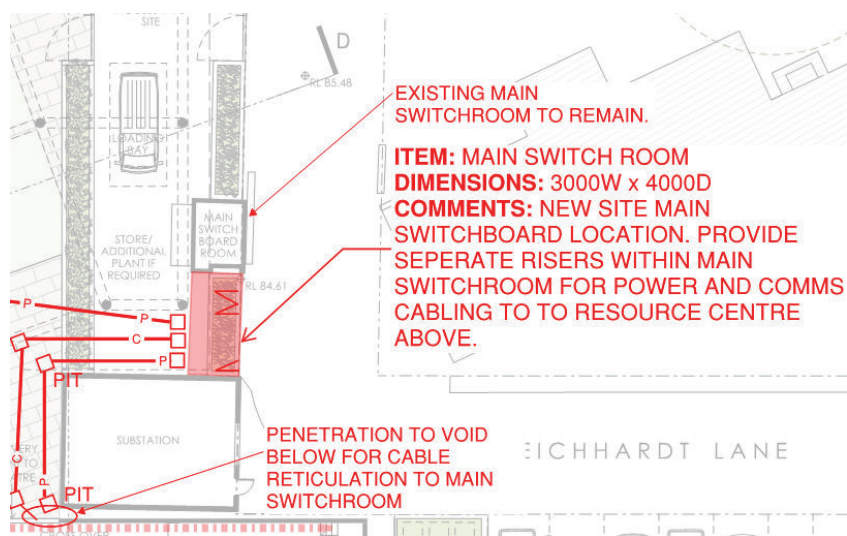 SITE
D
RL 85.48
LOADING
BAY
EXISTING MAIN
SWITCHROOM TO REMAIN.
ITEM: MAIN SWITCH ROOM
DIMENSIONS: 3000W x 4000D
COMMENTS: NEW SITE MAIN
SWITCHBOARD LOCATION. PROVIDE
SEPERATE RISERS WITHIN MAIN
SWITCHROOM FOR POWER AND COMMS
CABLING TO TO RESOURCE CENTRE
ABOVE.
MAIN
SWITCH
BOARD
ROOM
STORE/
ADDITIONAL
PLANT IF
REQUIRED
RL 84.61
P
P
C
P
PIT
C
P
PIT
SUBSTATION
PENETRATION TO VOID
BELOW FOR CABLE
RETICULATION TO MAIN
SWITCHROOM
EICHHARDT LANE
CROSS OVER